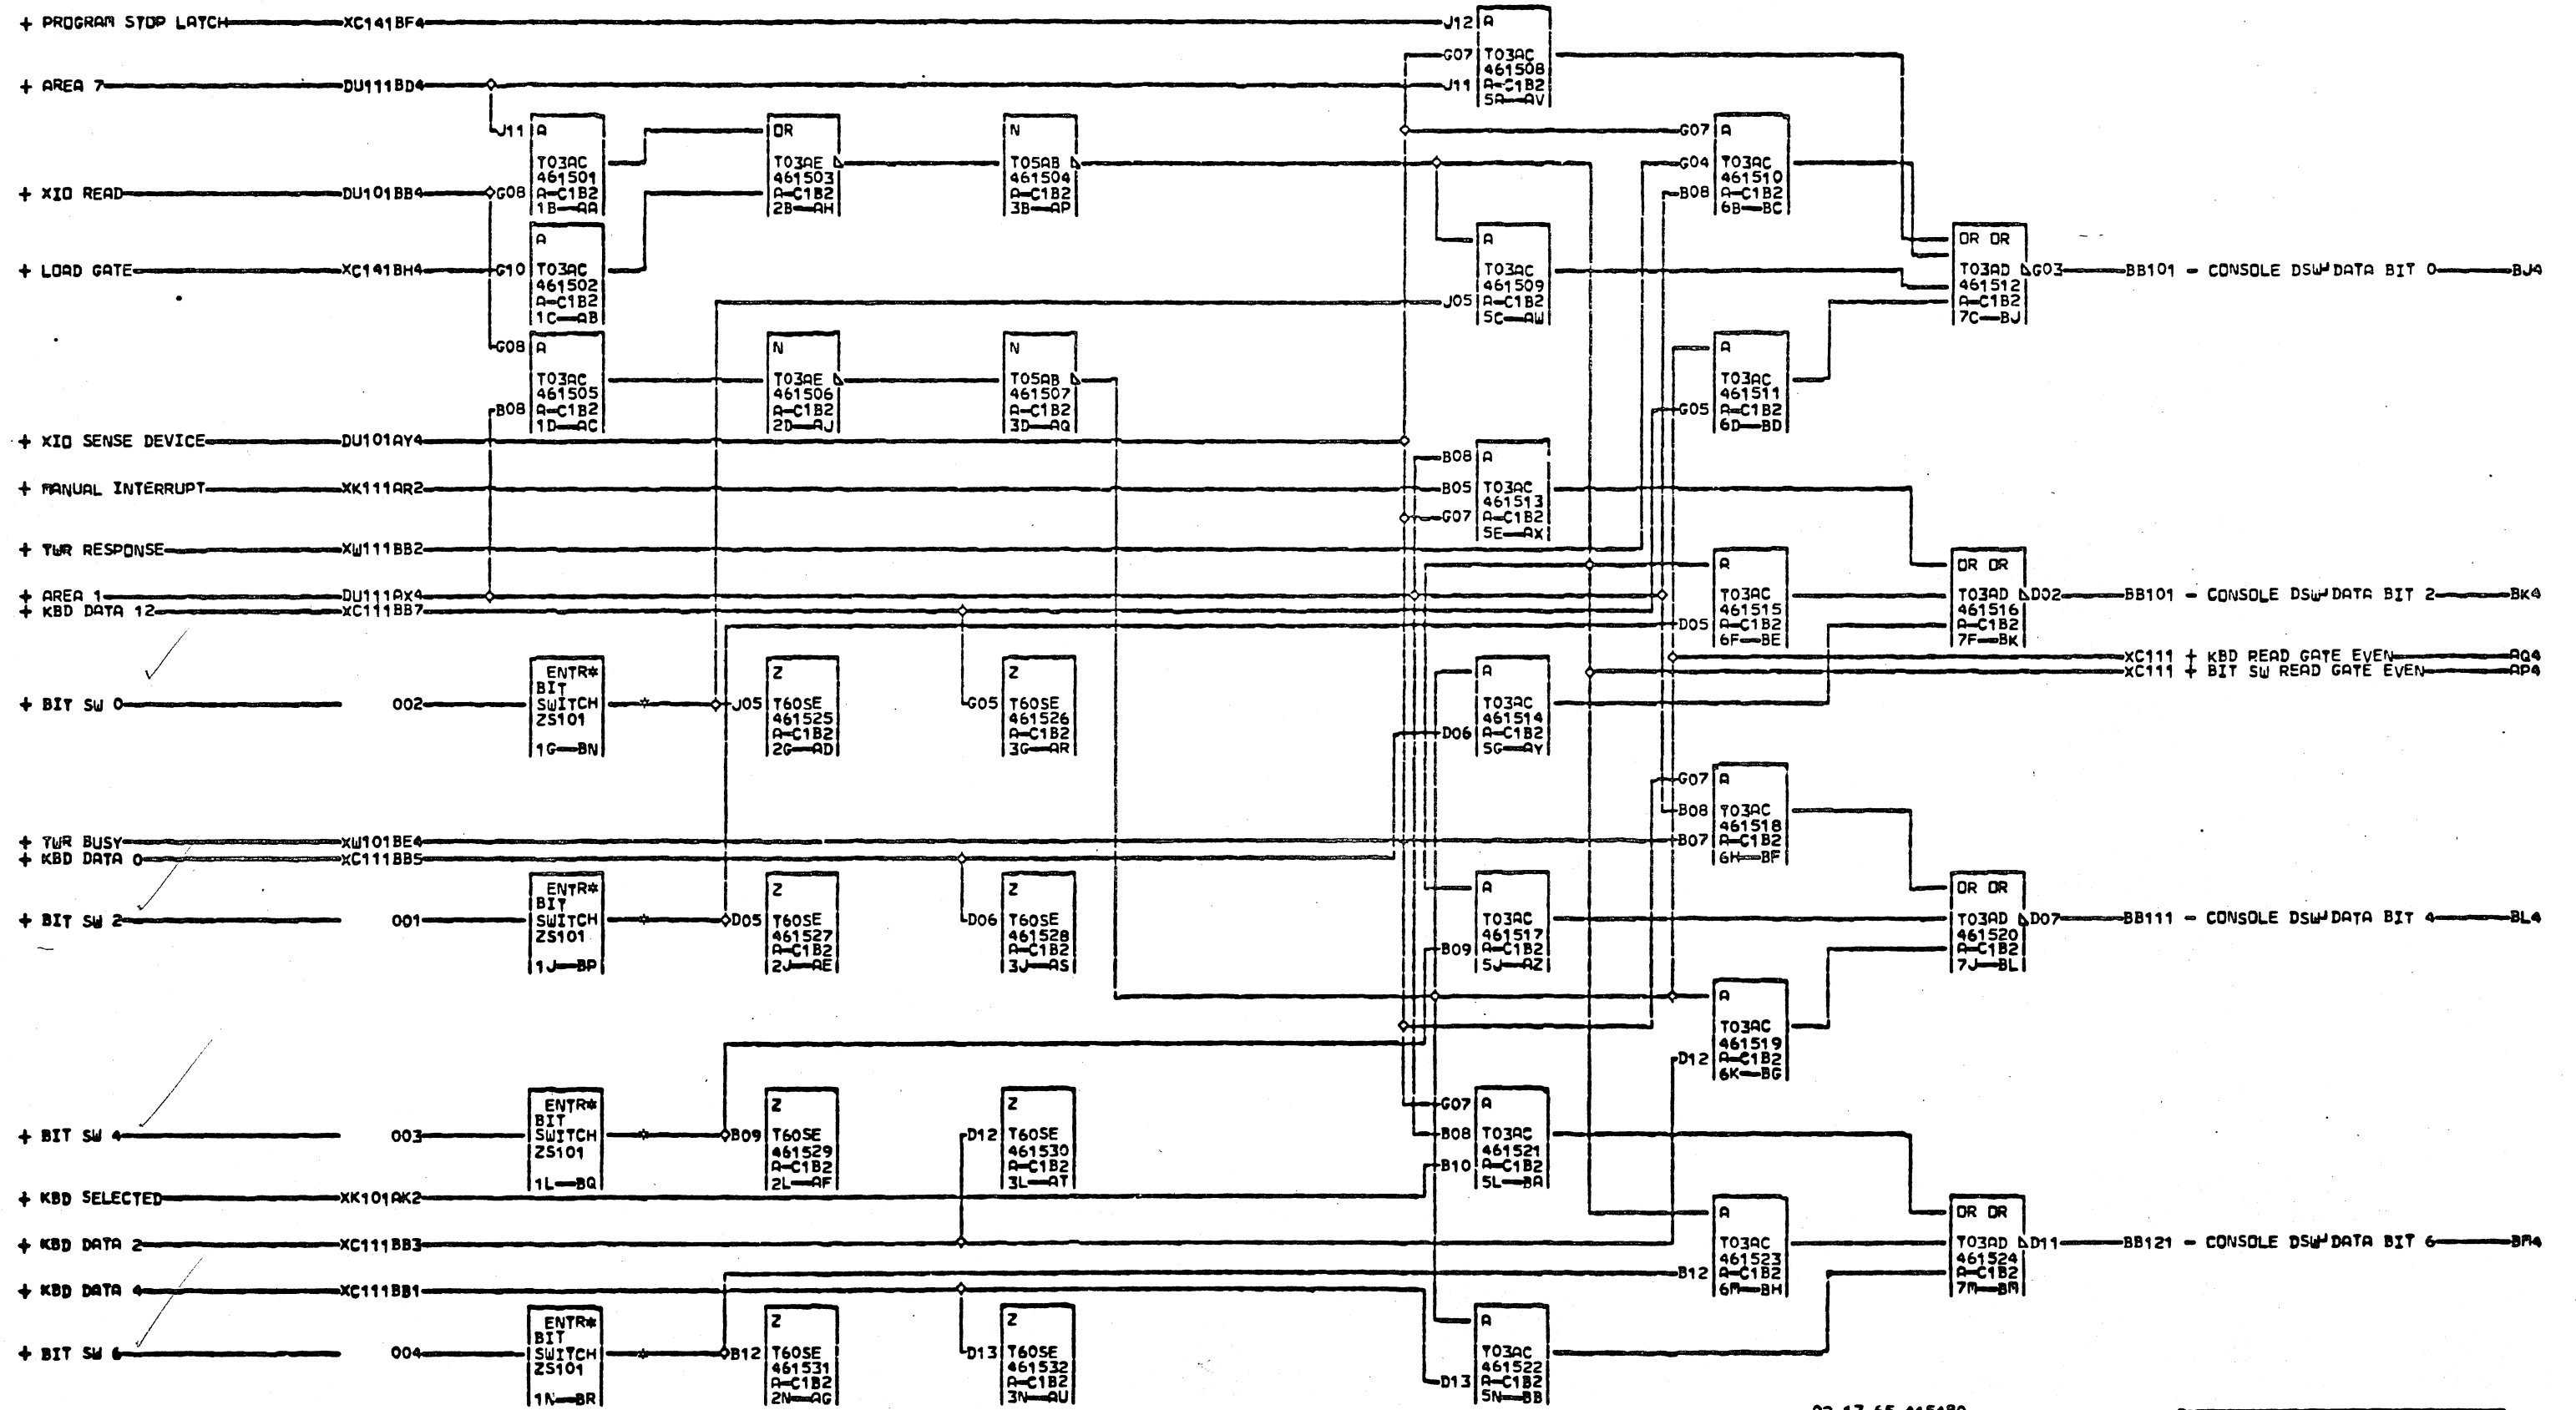 + PROGRAM STOP LATCH XC141BF4
+ AREA 7 DU111BD4
+ XIO READ DU101BB4
+ LOAD GATE XC141BH4
+ XIO SENSE DEVICE DU101AY4
+ MANUAL INTERRUPT XK111AR2
+ TWR RESPONSE XW111BB2
+ AREA 1 DU111AX4
+ KBD DATA 12 XC111BB7
+ BIT SW 0 002
+ TWR BUSY XW101BE4
+ KBD DATA 0 XC111BB5
+ BIT SW 2 001
+ BIT SW 4 003
+ KBD SELECTED XK101AK2
+ KBD DATA 2 XC111BB3
+ KBD DATA 4 XC111BB1
+ BIT SW 6 004
J11 A
G08 T03AC
461501
A-C1B2
1B AA
A
G10 T03AC
461502
A-C1B2
1C AB
G08 A
T03AC
461505
B08 A-C1B2
1D AC
ENTR*
BIT
SWITCH
ZS101
1G BN
ENTR*
BIT
SWITCH
ZS101
1J BP
ENTR*
BIT
SWITCH
ZS101
1L BQ
ENTR*
BIT
SWITCH
ZS101
1N BR
OR
T03AE
461503
A-C1B2
2B AH
N
T03AE
461506
A-C1B2
2D AJ
Z
J05 T60SE
461525
A-C1B2
2G AD
Z
D05 T60SE
461527
A-C1B2
2J AE
Z
B09 T60SE
461529
A-C1B2
2L AF
Z
B12 T60SE
461531
A-C1B2
2N AG
N
T05AB
461504
A-C1B2
3B AP
N
T05AB
461507
A-C1B2
3D AQ
Z
G05 T60SE
461526
A-C1B2
3G AR
Z
D06 T60SE
461528
A-C1B2
3J AS
Z
D12 T60SE
461530
A-C1B2
3L AT
Z
D13 T60SE
461532
A-C1B2
3N AU
J12 A
G07 T03AC
461508
J11 A-C1B2
5A AV
A
T03AC
461509
J05 A-C1B2
5C AW
B08 A
B05 T03AC
461513
G07 A-C1B2
5E AX
A
T03AC
461514
D06 A-C1B2
5G AY
A
T03AC
461517
B09 A-C1B2
5J AZ
G07 A
B08 T03AC
461521
B10 A-C1B2
5L BA
A
T03AC
461522
D13 A-C1B2
5N BB
G07 A
G04 T03AC
461510
B08 A-C1B2
6B BC
A
T03AC
461511
G05 A-C1B2
6D BD
A
T03AC
461515
D05 A-C1B2
6F BE
G07 A
B08 T03AC
461518
B07 A-C1B2
6H BF
A
T03AC
461519
D12 A-C1B2
6K BG
A
T03AC
461523
B12 A-C1B2
6M BH
OR OR
T03AD G03 BB101 - CONSOLE DSW DATA BIT 0 BJ4
461512
A-C1B2
7C BJ
OR OR
T03AD D02 BB101 - CONSOLE DSW DATA BIT 2 BK4
461516
A-C1B2
7F BK
XC111 + KBD READ GATE EVEN AQ4
XC111 + BIT SW READ GATE EVEN AP4
OR OR
T03AD D07 BB111 - CONSOLE DSW DATA BIT 4 BL4
461520
A-C1B2
7J BL
OR OR
T03AD D11 BB121 - CONSOLE DSW DATA BIT 6 BM4
461524
A-C1B2
7M BM